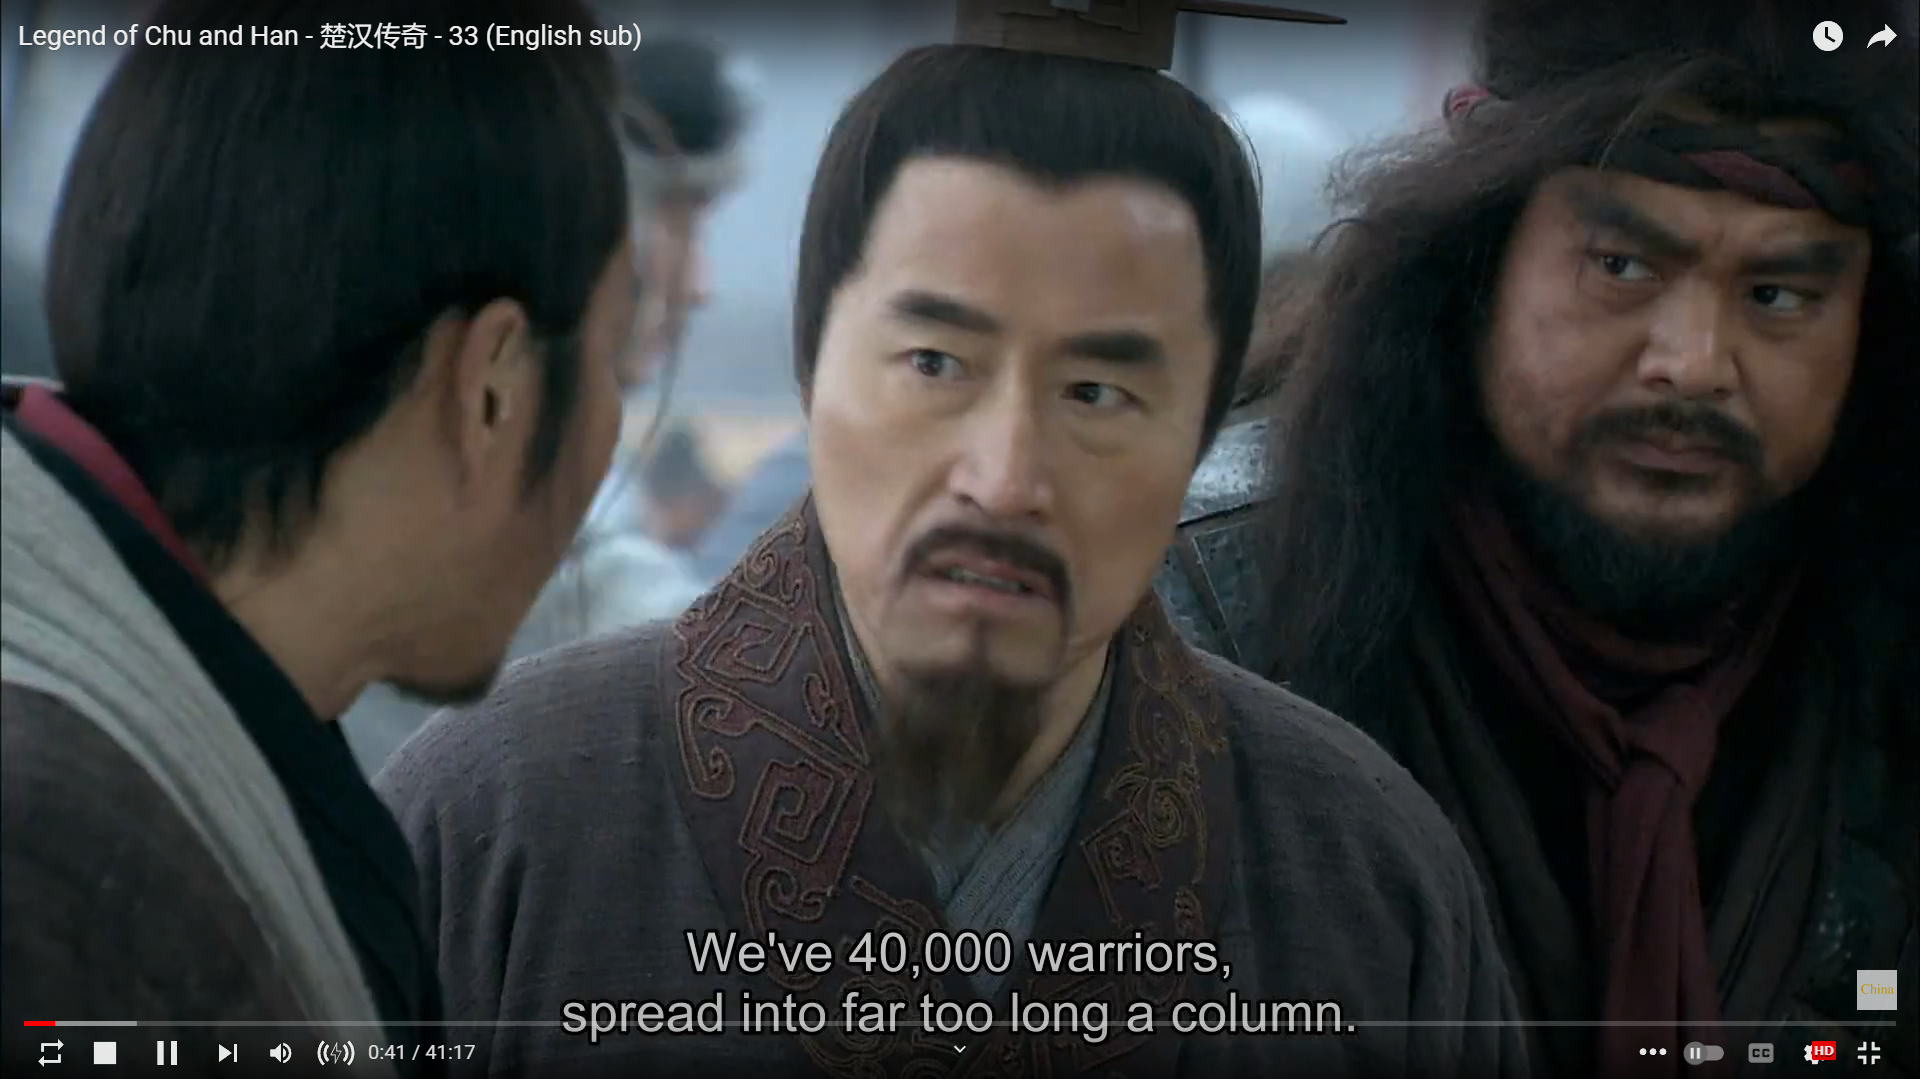 Legend of Chu and Han - 楚汉传奇 - 33 (English sub)
We've 40,000 warriors,
spread into far too long a column.
China
0:41 / 41:17
CC
HD